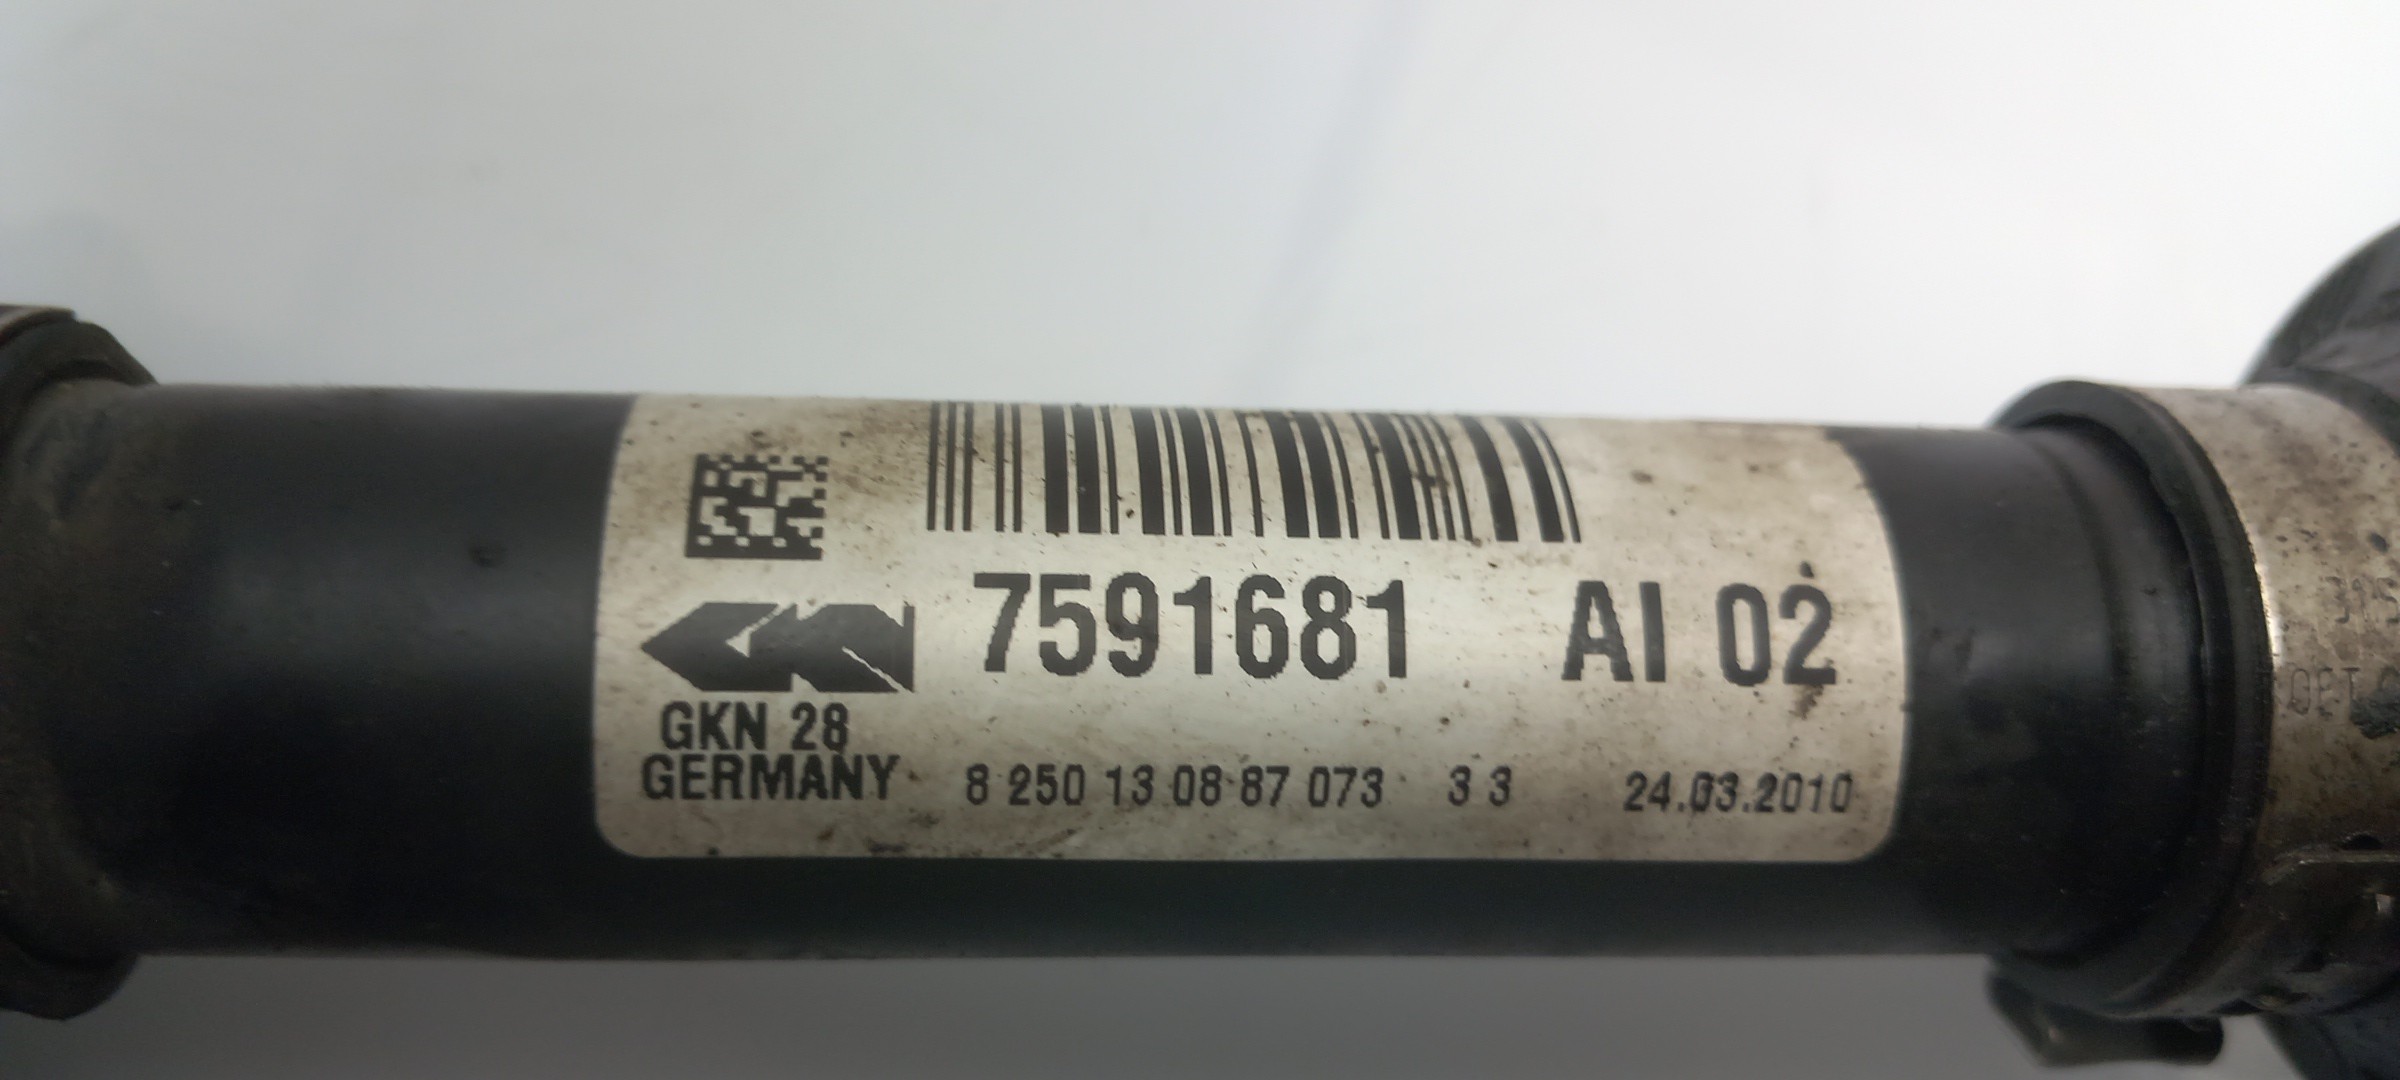 7591681 AI 02
GKN 28
GERMANY 8 250 13 08 87 073 3 3 24.03.2010